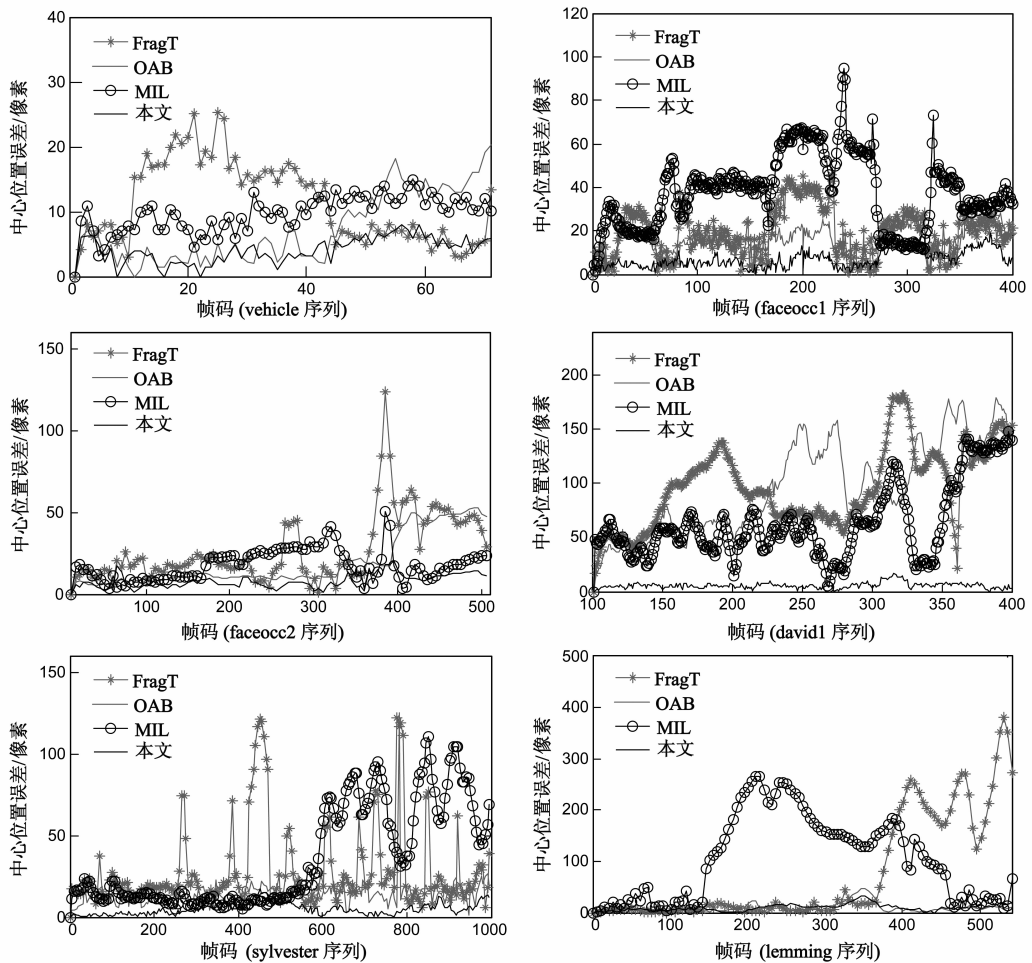 中心位置误差/像素
40
30
20
10
0
FragT
OAB
MIL
本文
20
40
60
帧码 (vehicle 序列)
中心位置误差/像素
120
100
80
60
40
20
0
FragT
OAB
MIL
本文
0
100
200
300
400
帧码 (faceocc1 序列)
中心位置误差/像素
150
100
50
0
FragT
OAB
MIL
本文
100
200
300
400
500
帧码 (faceocc2 序列)
中心位置误差/像素
200
150
100
50
0
FragT
OAB
MIL
本文
100
150
200
250
300
350
400
帧码 (david1 序列)
中心位置误差/像素
150
100
50
0
FragT
OAB
MIL
本文
0
200
400
600
800
1000
帧码 (sylvester 序列)
中心位置误差/像素
500
400
300
200
100
0
FragT
OAB
MIL
本文
0
100
200
300
400
500
帧码 (lemming 序列)